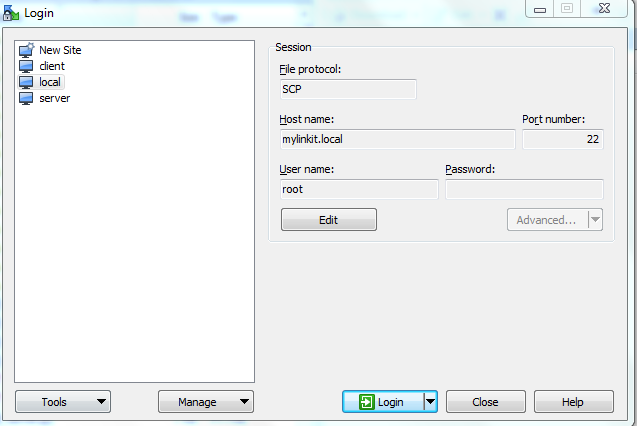 Login
New Site
client
local
server
Session
File protocol:
SCP
Host name:
Port number:
mylinkit.local
22
User name:
Password:
root
Edit
Advanced...
Tools
Manage
Login
Close
Help